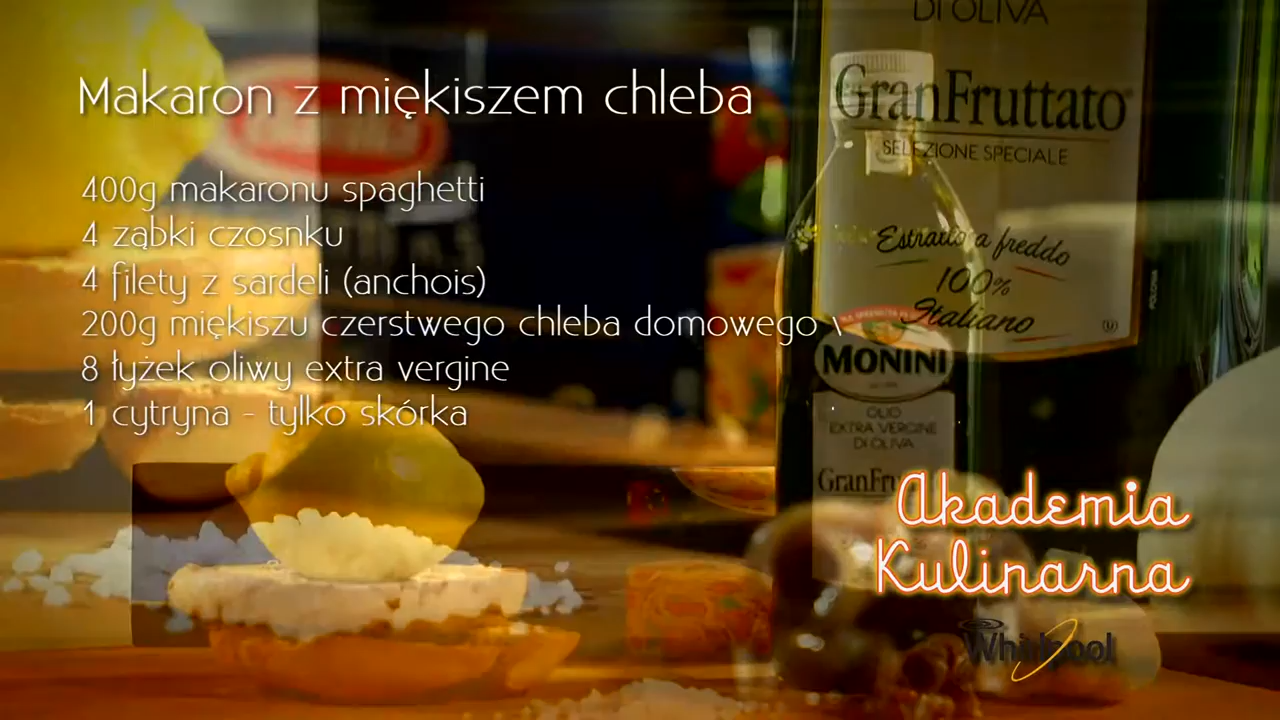 Makaron z miękiszem chleba
400g makaronu spaghetti
4 ząbki czosnku
4 filety z sardeli (anchois)
200g miękiszu czerstwego chleba domowego
8 łyżek oliwy extra vergine
1 cytryna - tylko skórka
DI OLIVA
GranFruttato
SELEZIONE SPECIALE
Estratto a freddo
100%
Italiano
MONINI
OLIO
EXTRA VERGINE
DI OLIVA
Akademia
Kulinarna
Whirlpool